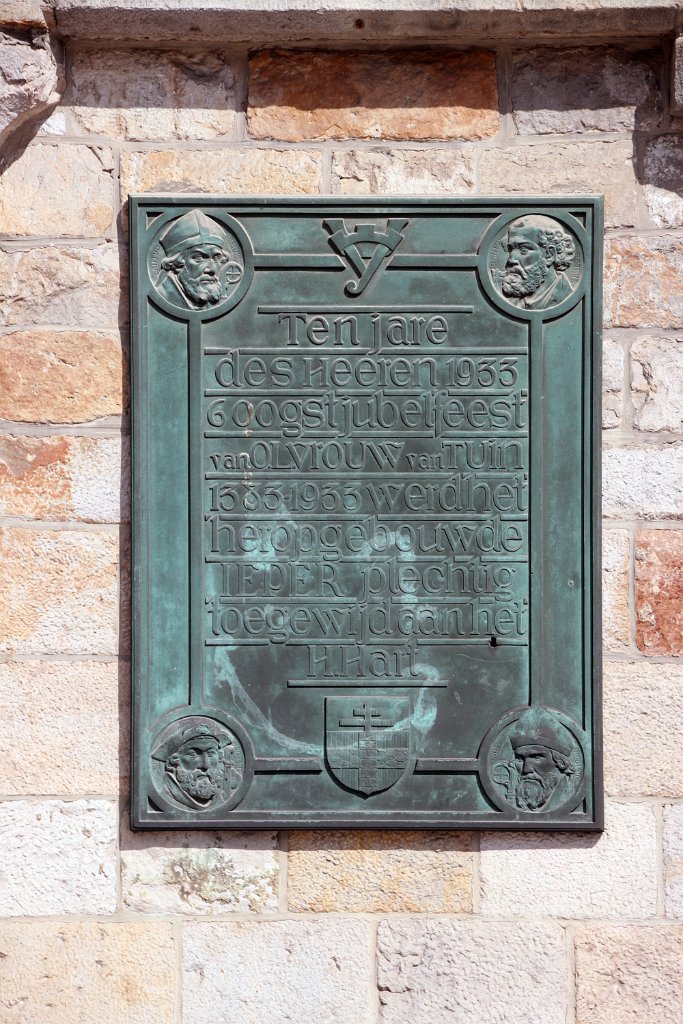 Ten jare
des Heeren 1933
600ogstjubelfeest
van OLVrouw van Tuin
1383-1933 werd het
heropgebouwde
IEPER plechtig
toegewijd aan het
H. Hart